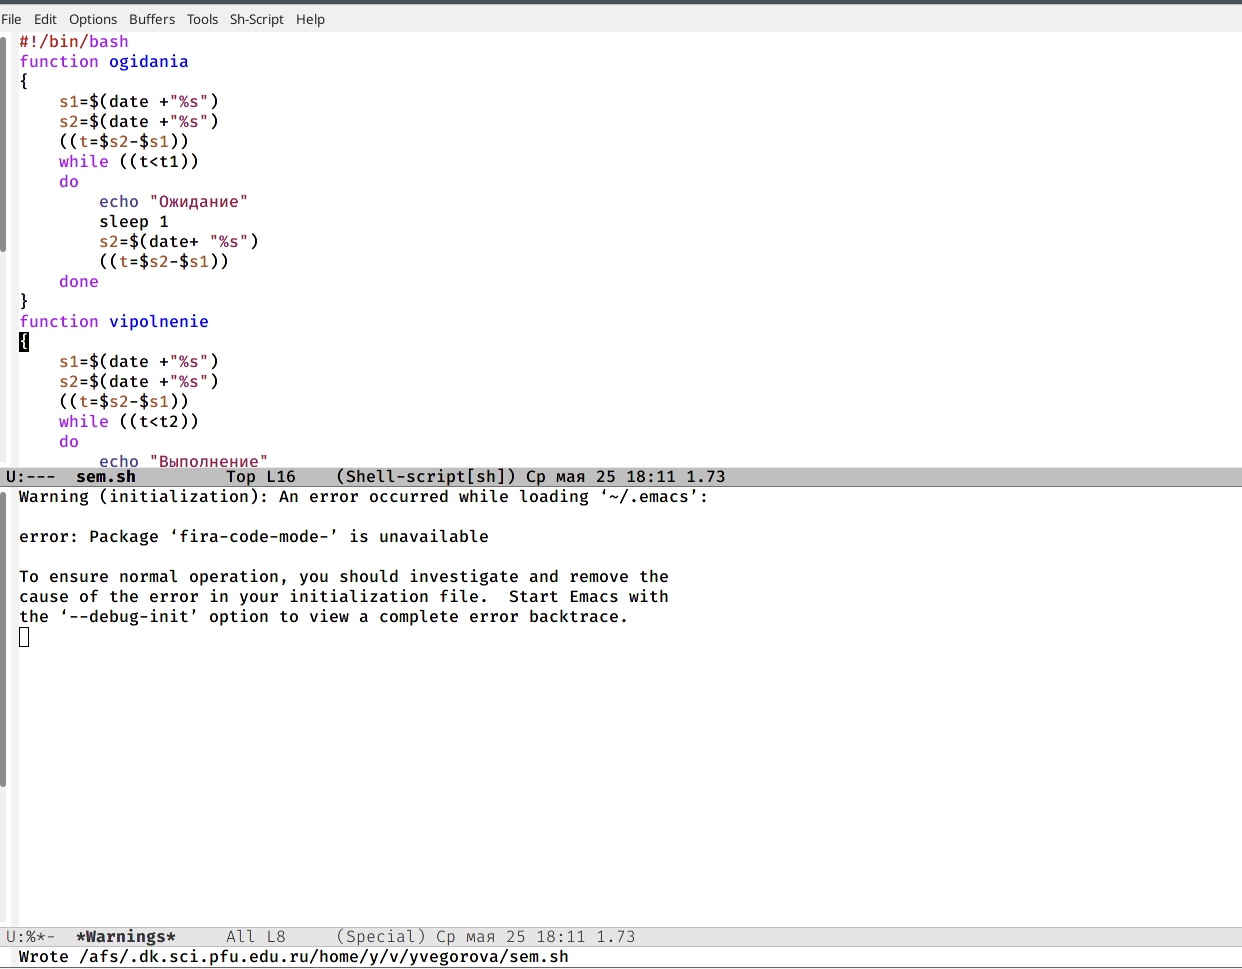 File Edit Options Buffers Tools Sh-Script Help
#!/bin/bash
function ogidania
{
    s1=$(date +"%s")
    s2=$(date +"%s")
    ((t=$s2-$s1))
    while ((t<t1))
    do
        echo "Ожидание"
        sleep 1
        s2=$(date+ "%s")
        ((t=$s2-$s1))
    done
}
function vipolnenie
{
    s1=$(date +"%s")
    s2=$(date +"%s")
    ((t=$s2-$s1))
    while ((t<t2))
    do
        echo "Выполнение"
U:---  sem.sh         Top L16    (Shell-script[sh]) Ср мая 25 18:11 1.73
Warning (initialization): An error occurred while loading ‘~/.emacs’:
error: Package ‘fira-code-mode-’ is unavailable
To ensure normal operation, you should investigate and remove the
cause of the error in your initialization file.  Start Emacs with
the ‘--debug-init’ option to view a complete error backtrace.
U:%*-  *Warnings*     All L8     (Special) Ср мая 25 18:11 1.73
Wrote /afs/.dk.sci.pfu.edu.ru/home/y/v/yvegorova/sem.sh